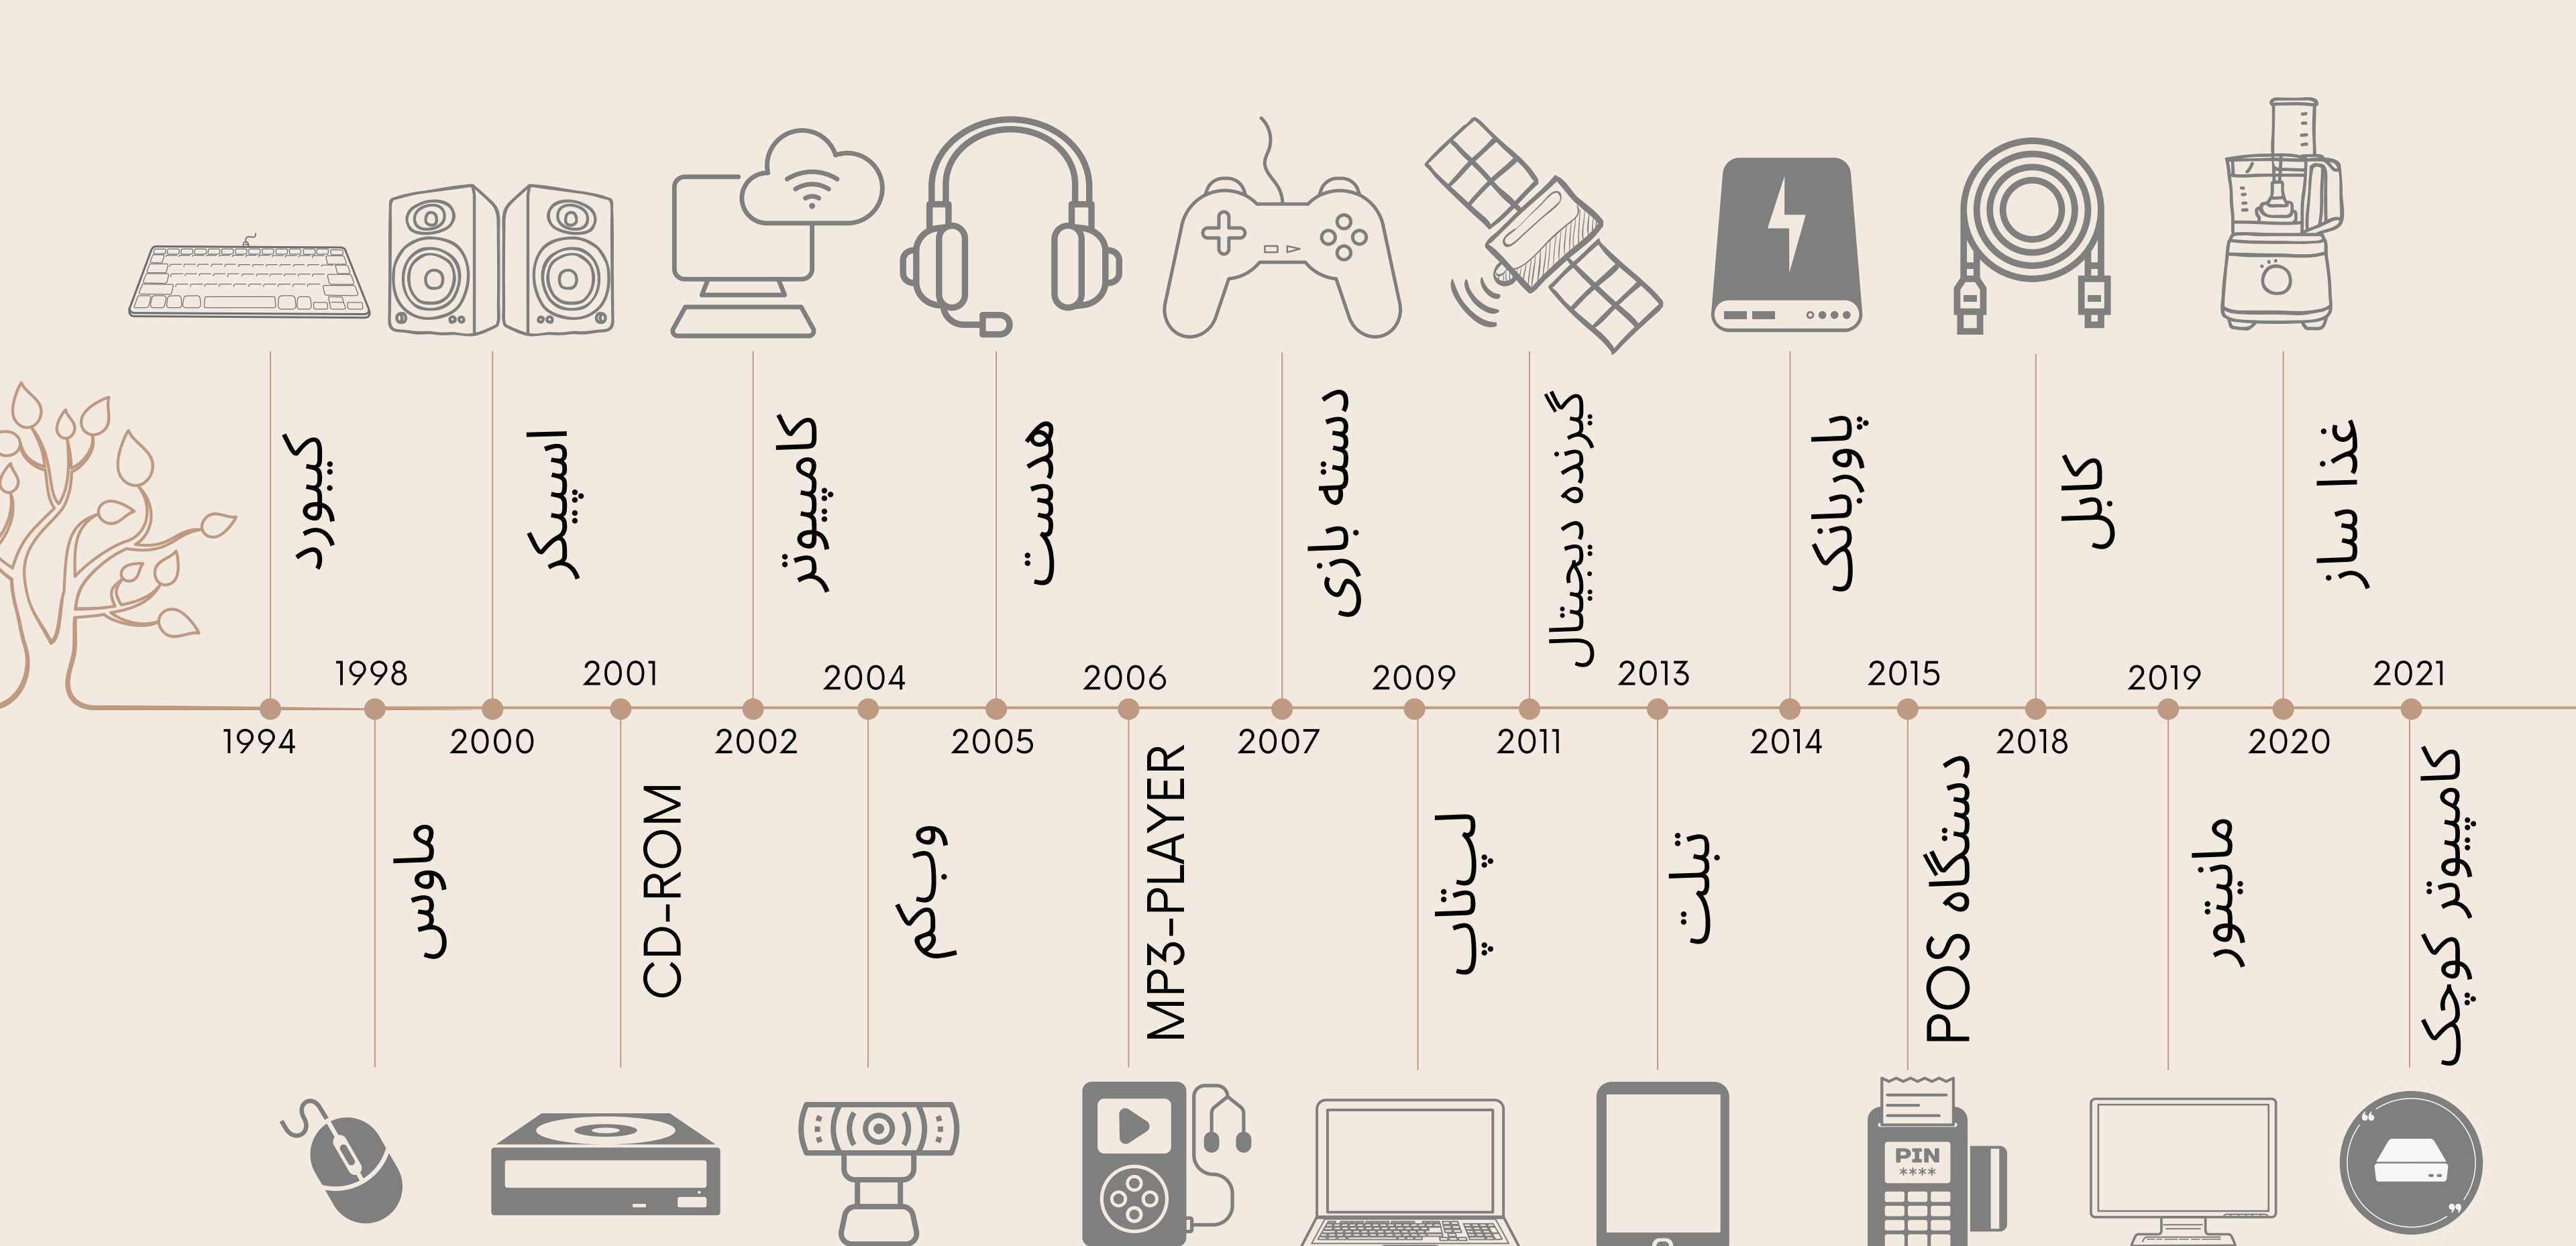 کیبورد
اسپیکر
کامپیوتر
هدست
دسته بازی
گیرنده دیجیتال
پاوربانک
کابل
غذا ساز
1998
2001
2004
2006
2009
2013
2015
2019
2021
1994
2000
2002
2005
2007
2011
2014
2018
2020
ماوس
CD-ROM
وب‌کم
MP3-PLAYER
لپ‌تاپ
تبلت
دستگاه POS
مانیتور
کامپیوتر کوچک
PIN
****